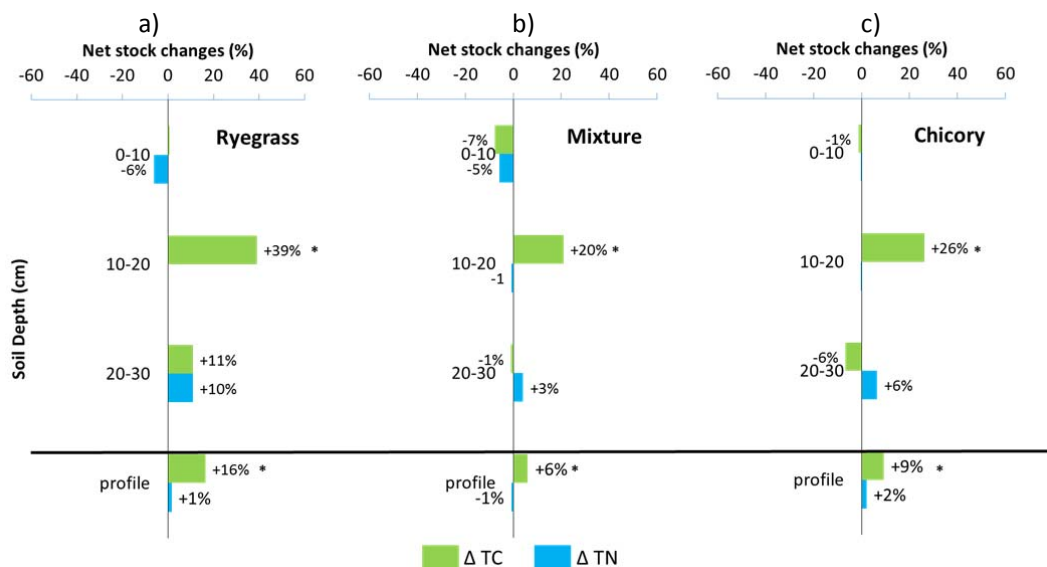 a) b) c)
Net stock changes (%) Net stock changes (%) Net stock changes (%)
-60 -40 -20 0 20 40 60 -60 -40 -20 0 20 40 60 -60 -40 -20 0 20 40 60
Ryegrass Mixture Chicory
-7% -1%
0-10 0-10 0-10
-6% -5%
+39% * +20% * +26% *
10-20 10-20 10-20
-1
Soil Depth (cm)
+11% -1% -6%
20-30 20-30 20-30
+10% +3% +6%
+16% * +6% * +9% *
profile profile profile
+1% -1% +2%
Δ TC Δ TN